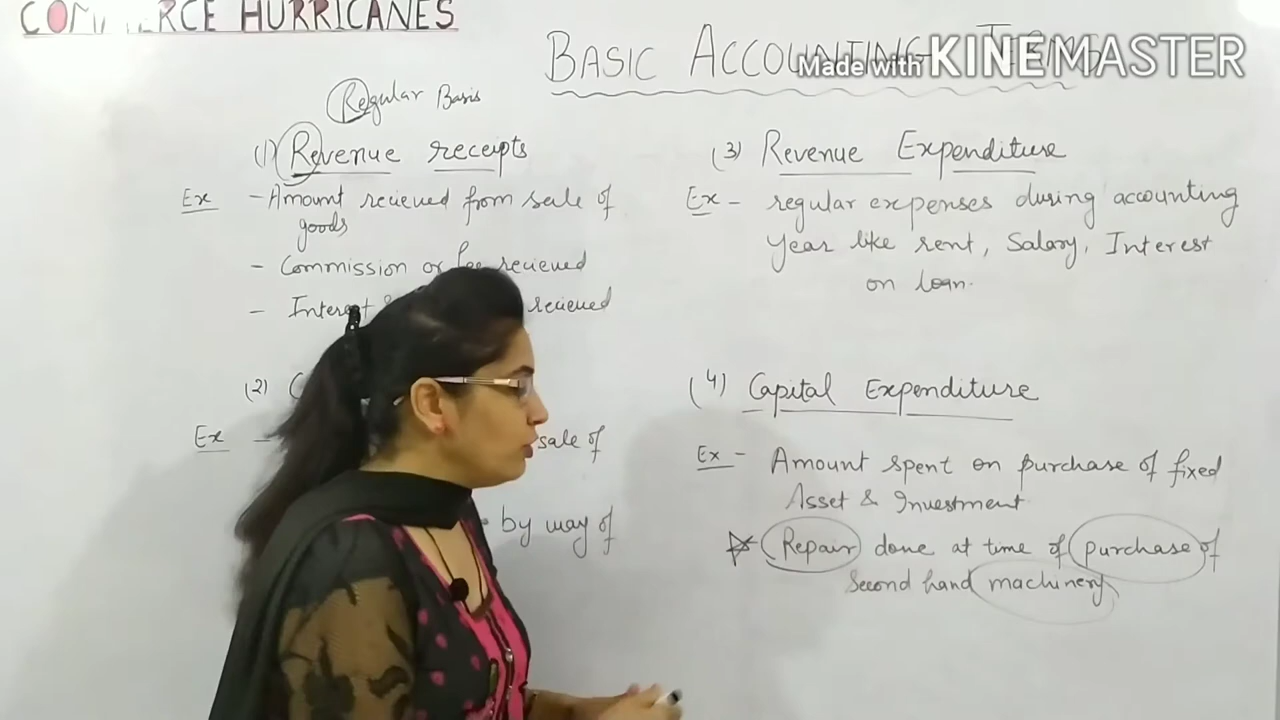 COMMERCE HURRICANES
BASIC ACCOUNTING TERMS
Made with KINEMASTER
Regular Basis
(1) Revenue receipts
Ex - Amount recieved from sale of
goods
- Commission or fee recieved
- Interest & recieved
(2) C
Ex - sale of
by way of
(3) Revenue Expenditure
Ex - regular expenses during accounting
year like rent, Salary, Interest
on loan.
(4) Capital Expenditure
Ex - Amount spent on purchase of fixed
Asset & Investment
Repair done at time of purchase of
Second hand machinery